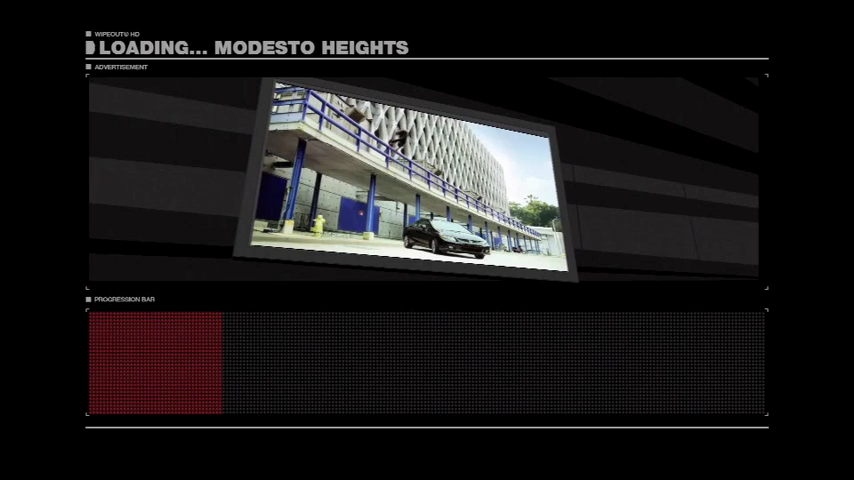 WIPEOUT® HD
LOADING... MODESTO HEIGHTS
ADVERTISEMENT
PROGRESSION BAR